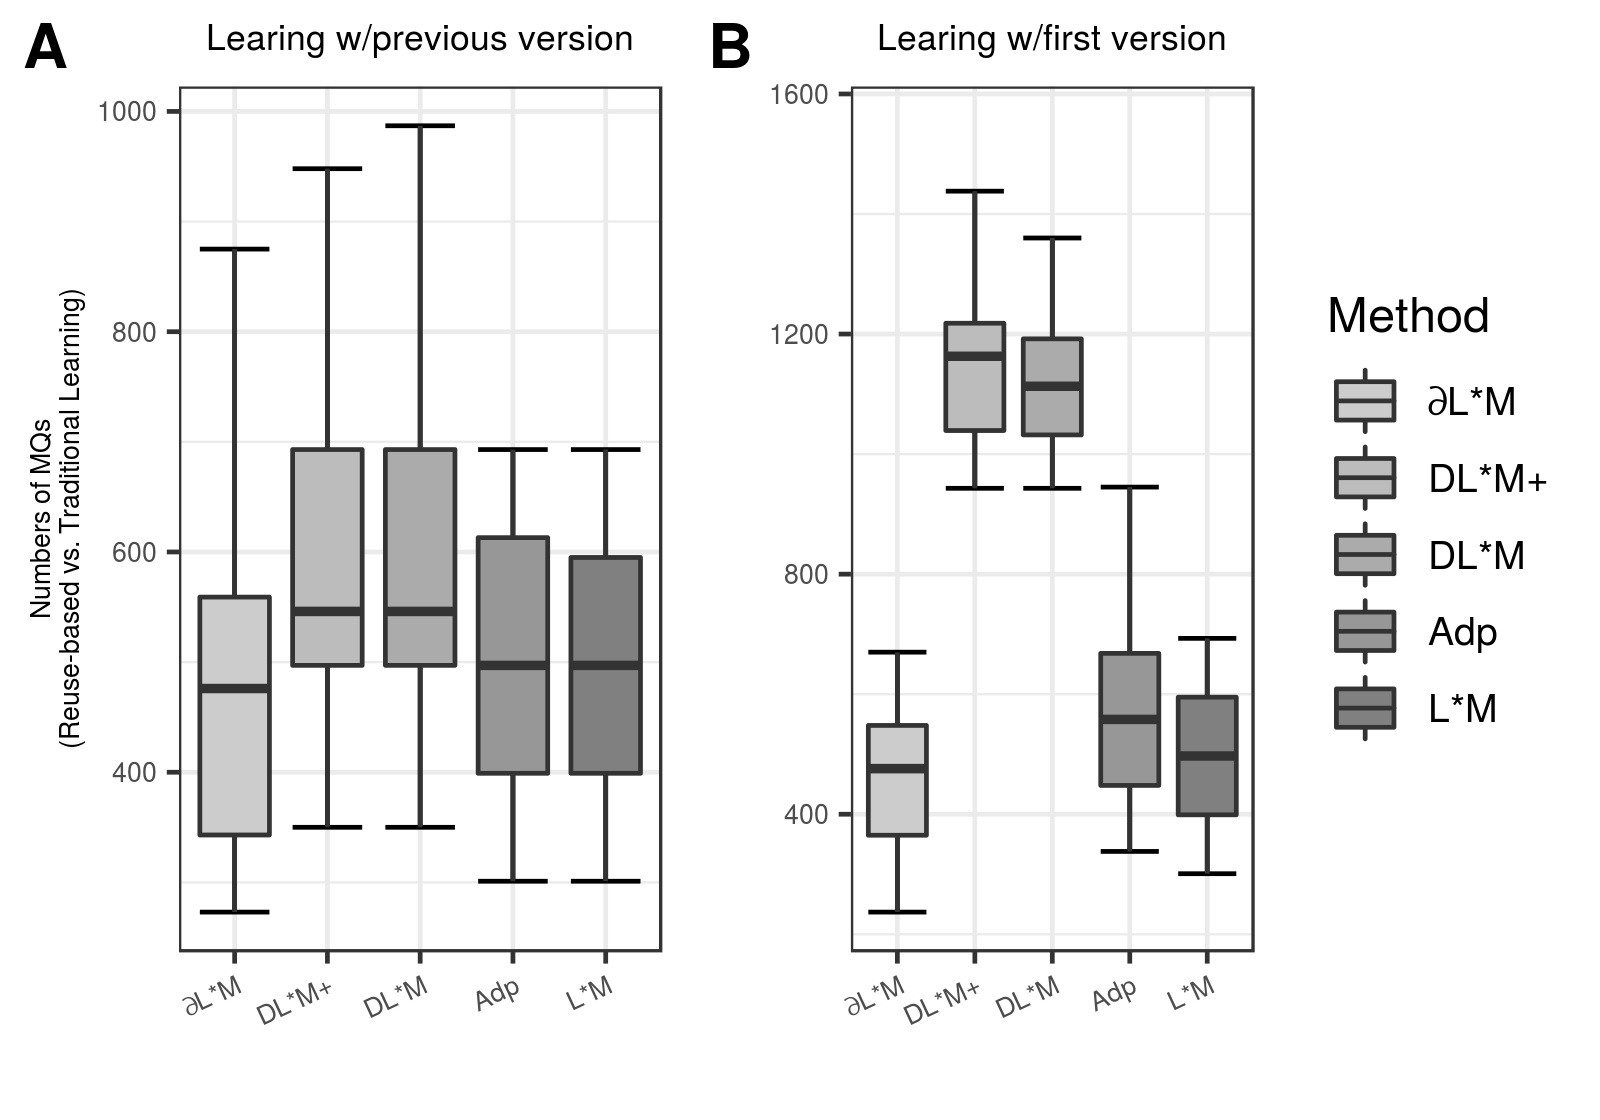 A
Learing w/previous version
Numbers of MQs
(Reuse-based vs. Traditional Learning)
1000
800
600
400
∂L*M
DL*M+
DL*M
Adp
L*M
B
Learing w/first version
1600
1200
800
400
∂L*M
DL*M+
DL*M
Adp
L*M
Method
∂L*M
DL*M+
DL*M
Adp
L*M